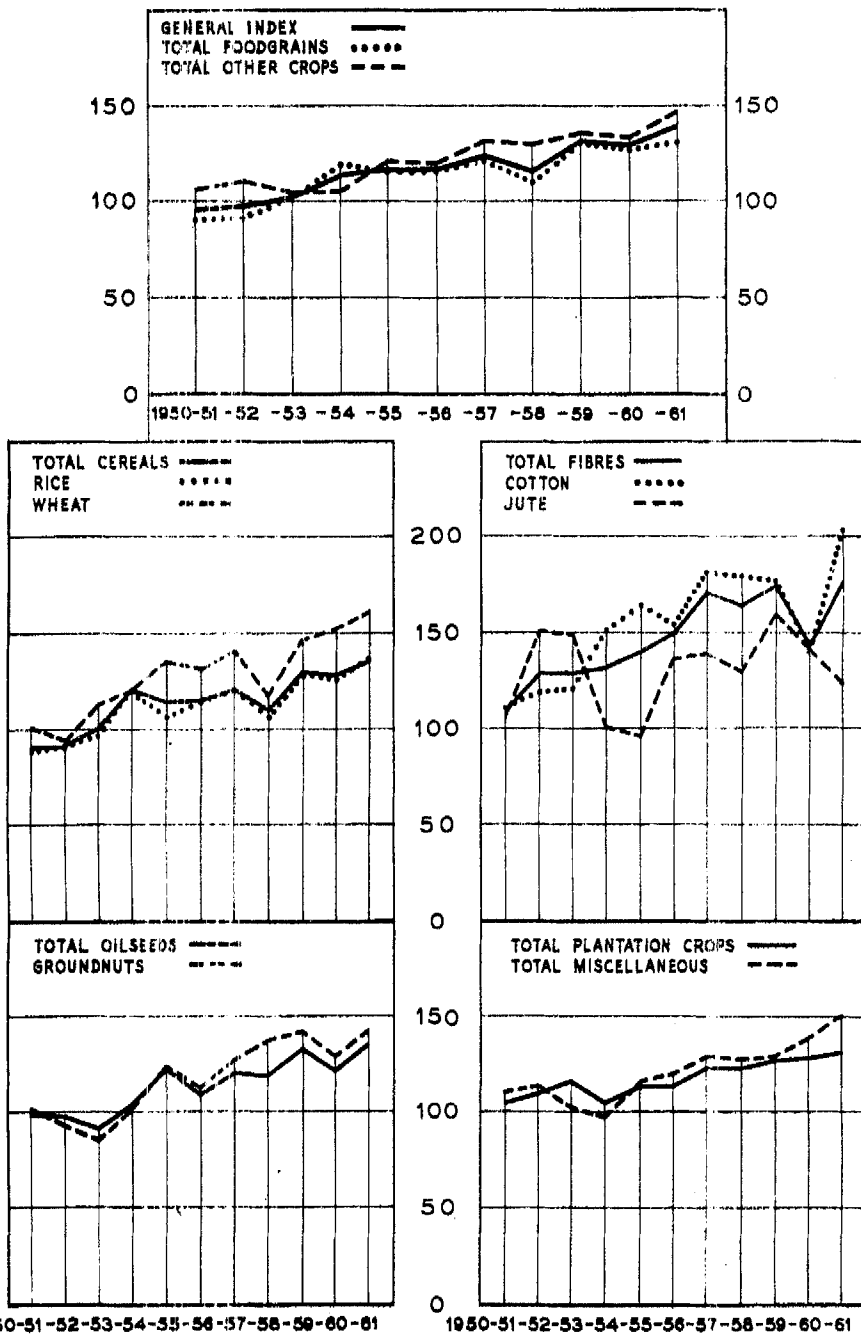 GENERAL INDEX
TOTAL FOODGRAINS
TOTAL OTHER CROPS
150 150
100 100
50 50
0 0
1950-51 -52 -53 -54 -55 -56 -57 -58 -59 -60 -61
TOTAL CEREALS
RICE
WHEAT
TOTAL FIBRES
COTTON
JUTE
200
150
100
50
0
TOTAL OILSEEDS
GROUNDNUTS
TOTAL PLANTATION CROPS
TOTAL MISCELLANEOUS
150
100
50
0
50-51-52-53-54-55-56-57-58-59-60-61
1950-51-52-53-54-55-56-57-58-59-60-61